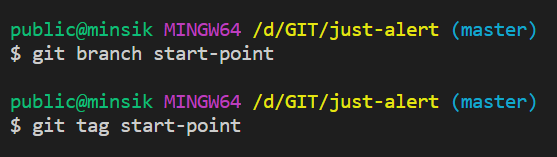 public@minsik MINGW64 /d/GIT/just-alert (master)
$ git branch start-point
public@minsik MINGW64 /d/GIT/just-alert (master)
$ git tag start-point